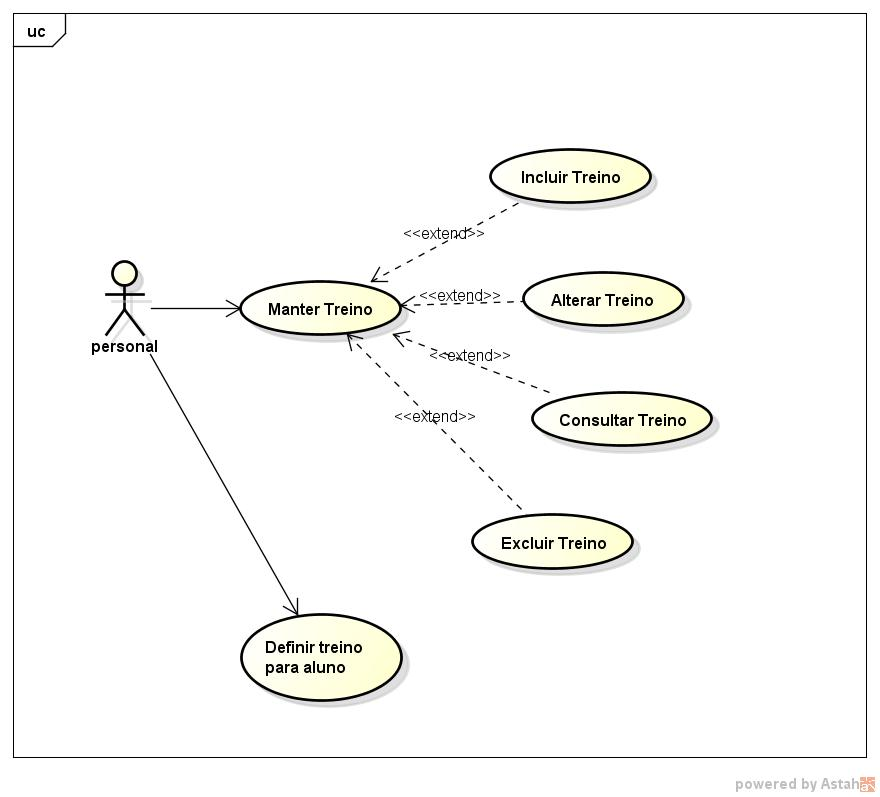 uc
Incluir Treino
<<extend>>
<<extend>>
Alterar Treino
Manter Treino
personal
<<extend>>
Consultar Treino
<<extend>>
Excluir Treino
Definir treino
para aluno
powered by Astah